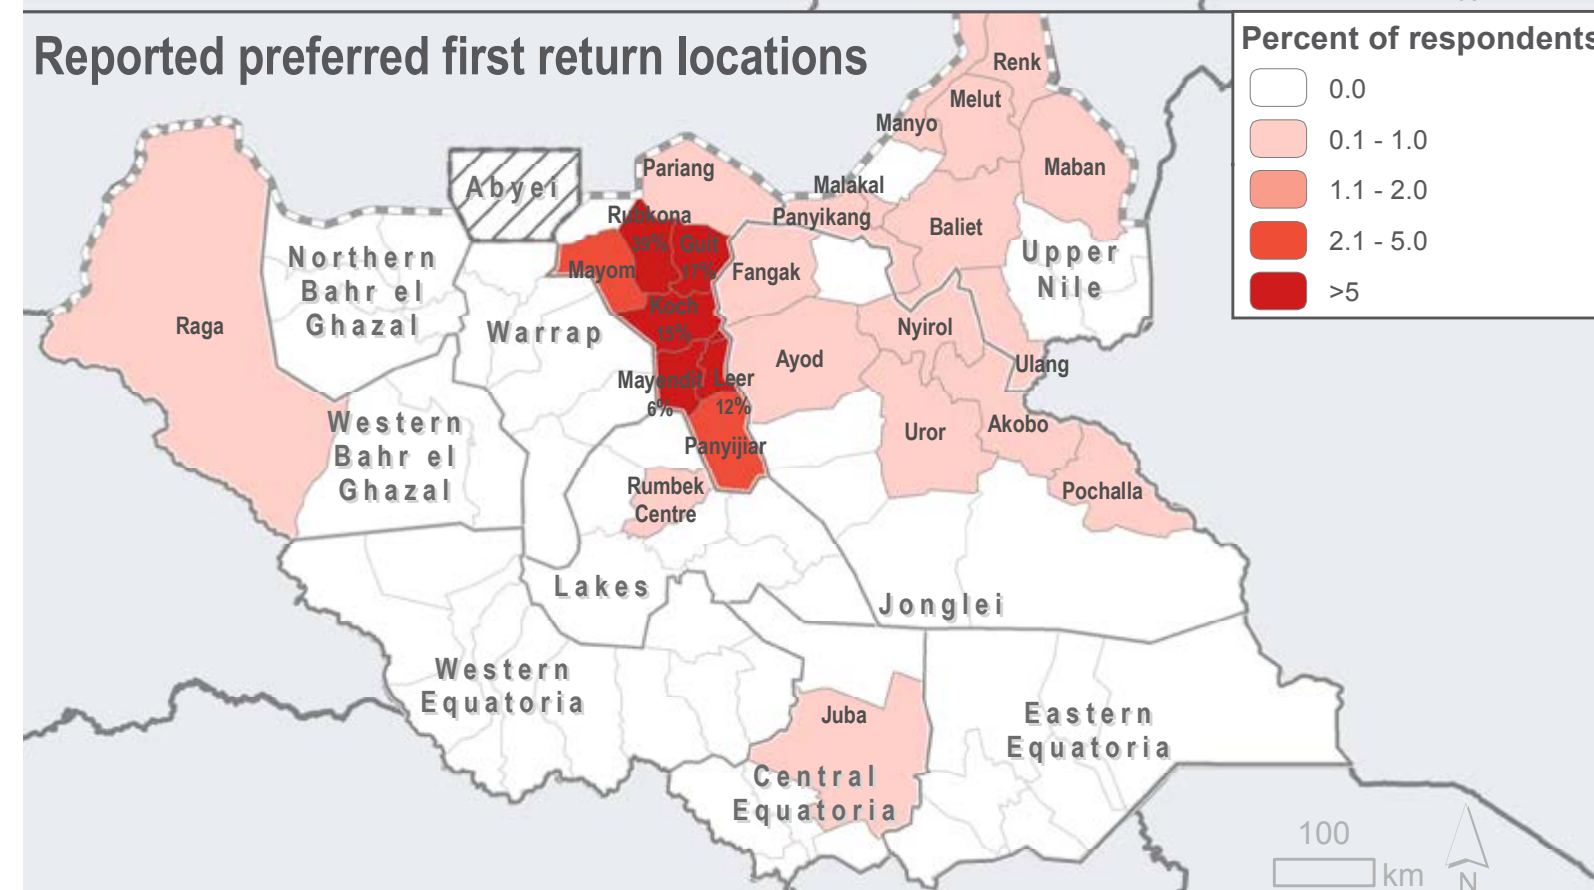 Reported preferred first return locations
Percent of respondents
0.0
0.1 - 1.0
1.1 - 2.0
2.1 - 5.0
>5
Renk
Melut
Manyo
Maban
Pariang
Malakal
Abyei
Rubkona
39%
Panyikang
Baliet
Guit
17%
Mayom
Fangak
Upper
Nile
Northern
Bahr el
Ghazal
Raga
Warrap
Koch
15%
Nyirol
Ayod
Ulang
Mayendit
6%
Leer
12%
Western
Bahr el
Ghazal
Panyijiar
Uror
Akobo
Pochalla
Rumbek
Centre
Lakes
Jonglei
Western
Equatoria
Juba
Eastern
Equatoria
Central
Equatoria
100
km
N